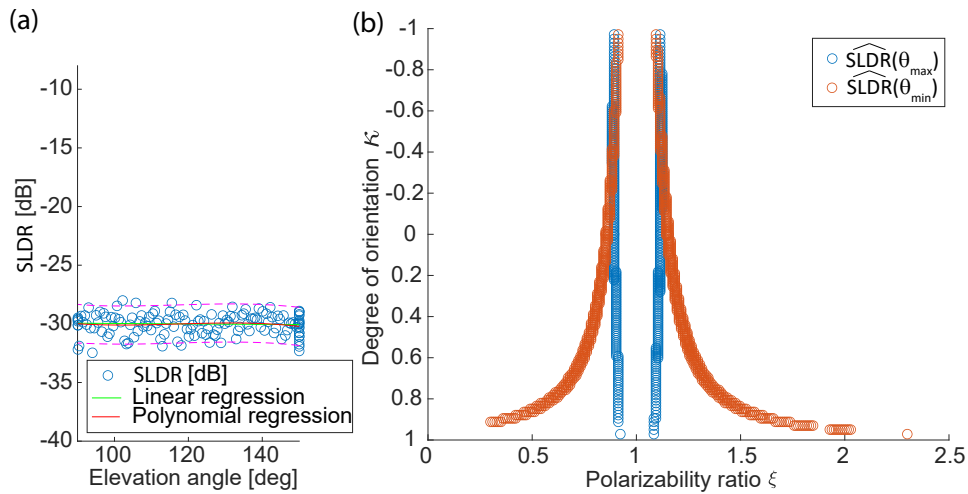 (a)
SLDR [dB]
-10
-15
-20
-25
-30
-35
-40
100
120
140
Elevation angle [deg]
SLDR [dB]
Linear regression
Polynomial regression
(b)
Degree of orientation κ
-1
-0.8
-0.6
-0.4
-0.2
0
0.2
0.4
0.6
0.8
1
0
0.5
1
1.5
2
2.5
Polarizability ratio ξ
SLDR(θmax)
SLDR(θmin)